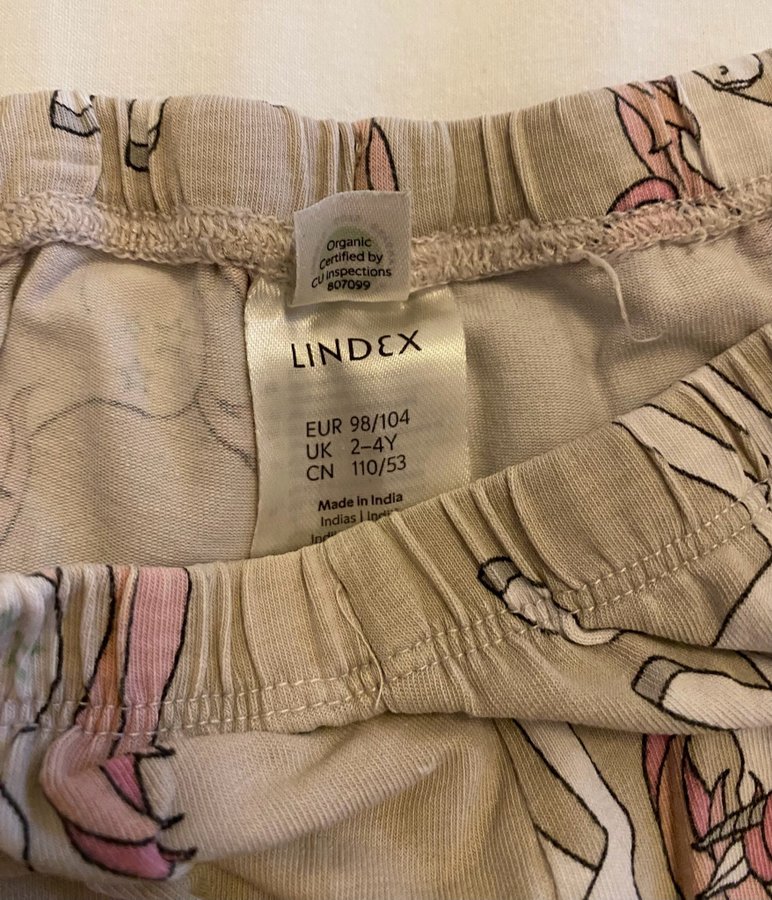 Organic
Certified by
CU inspections
807099
LINDEX
EUR 98/104
UK 2–4Y
CN 110/53
Made in India
Indias |